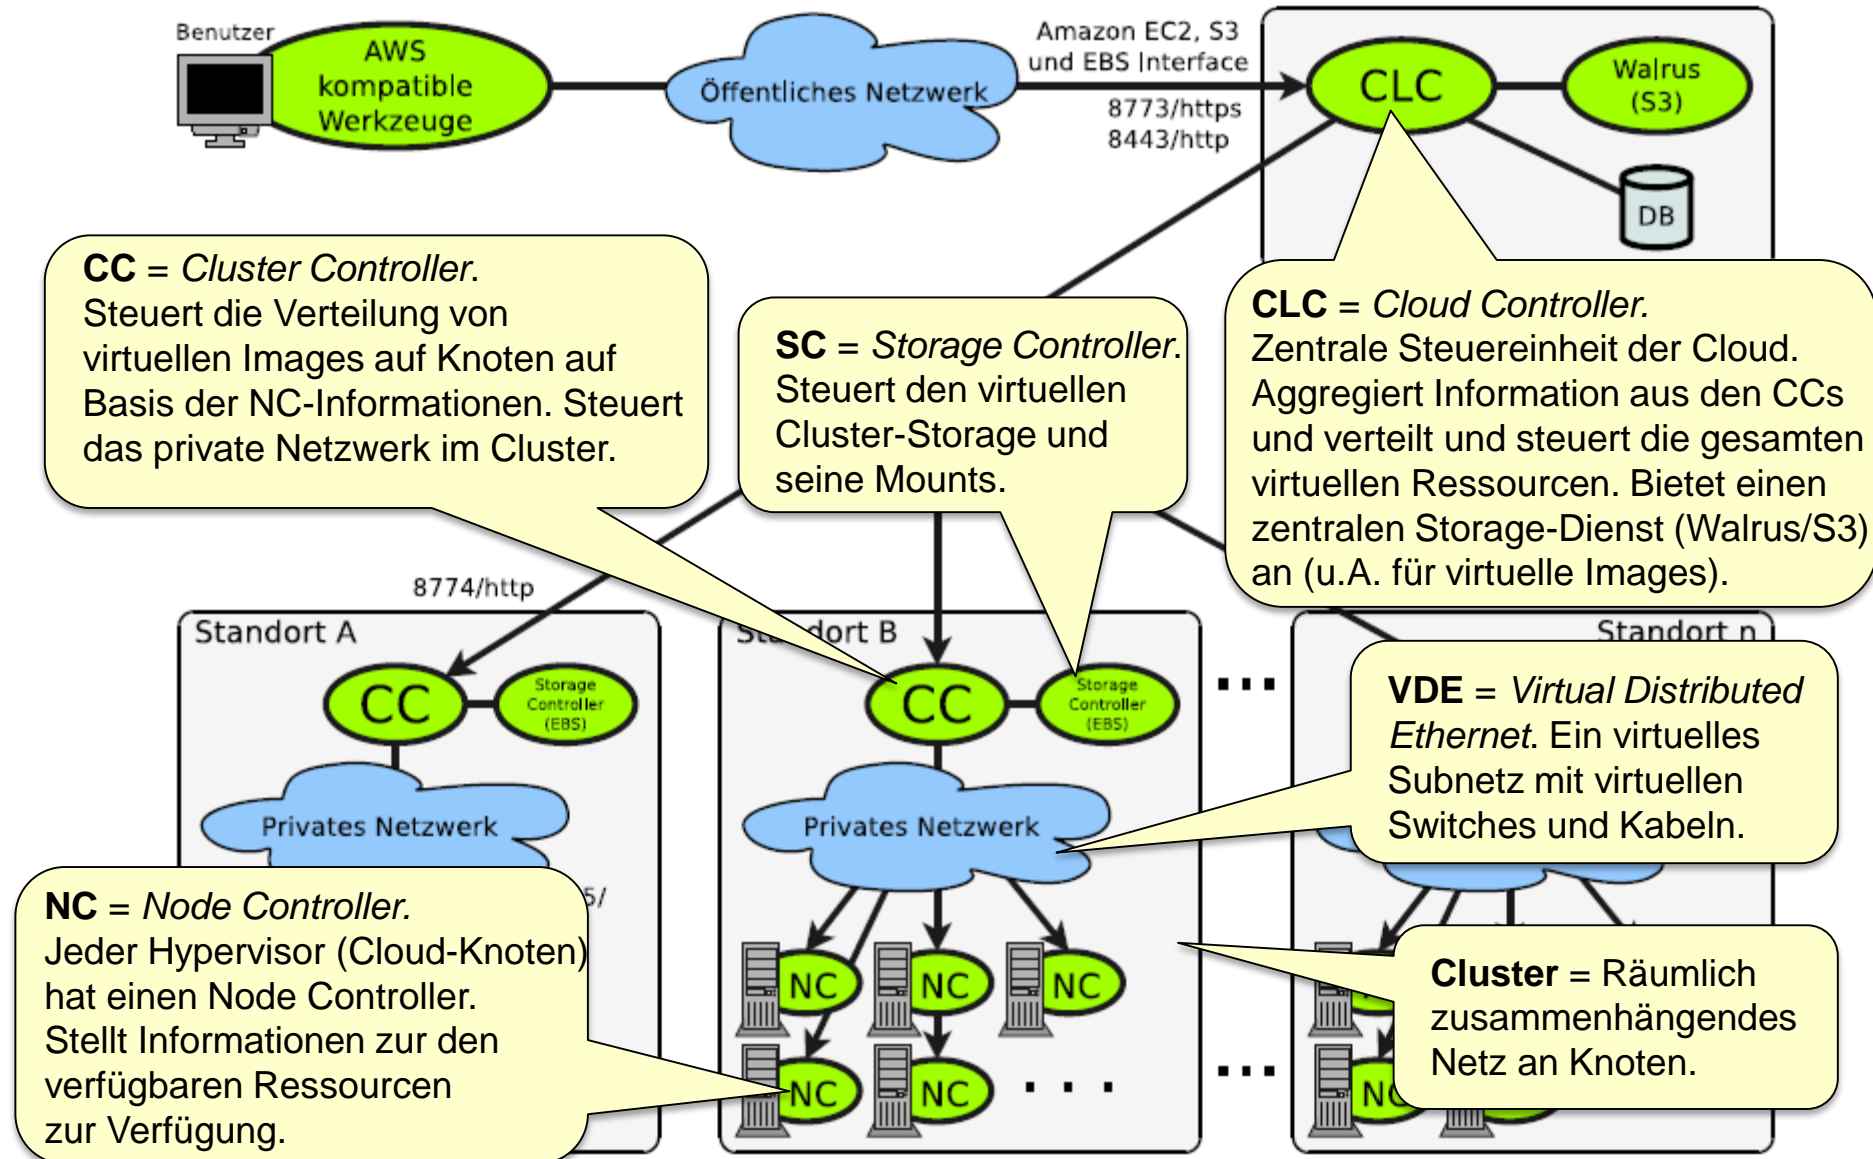 Benutzer
AWS
kompatible
Werkzeuge
Öffentliches Netzwerk
Amazon EC2, S3
und EBS Interface
8773/https
8443/http
CLC
Walrus
(S3)
DB
CC = Cluster Controller.
Steuert die Verteilung von
virtuellen Images auf Knoten auf
Basis der NC-Informationen. Steuert
das private Netzwerk im Cluster.
SC = Storage Controller.
Steuert den virtuellen
Cluster-Storage und
seine Mounts.
CLC = Cloud Controller.
Zentrale Steuereinheit der Cloud.
Aggregiert Information aus den CCs
und verteilt und steuert die gesamten
virtuellen Ressourcen. Bietet einen
zentralen Storage-Dienst (Walrus/S3)
an (u.A. für virtuelle Images).
8774/http
Standort A
CC
Storage
Controller
(EBS)
Privates Netzwerk
5/
NC = Node Controller.
Jeder Hypervisor (Cloud-Knoten)
hat einen Node Controller.
Stellt Informationen zur den
verfügbaren Ressourcen
zur Verfügung.
Standort B
CC
Storage
Controller
(EBS)
Privates Netzwerk
NC
NC
NC
NC
NC
. . .
...
...
Standort n
VDE = Virtual Distributed
Ethernet. Ein virtuelles
Subnetz mit virtuellen
Switches und Kabeln.
Cluster = Räumlich
zusammenhängendes
Netz an Knoten.
NC